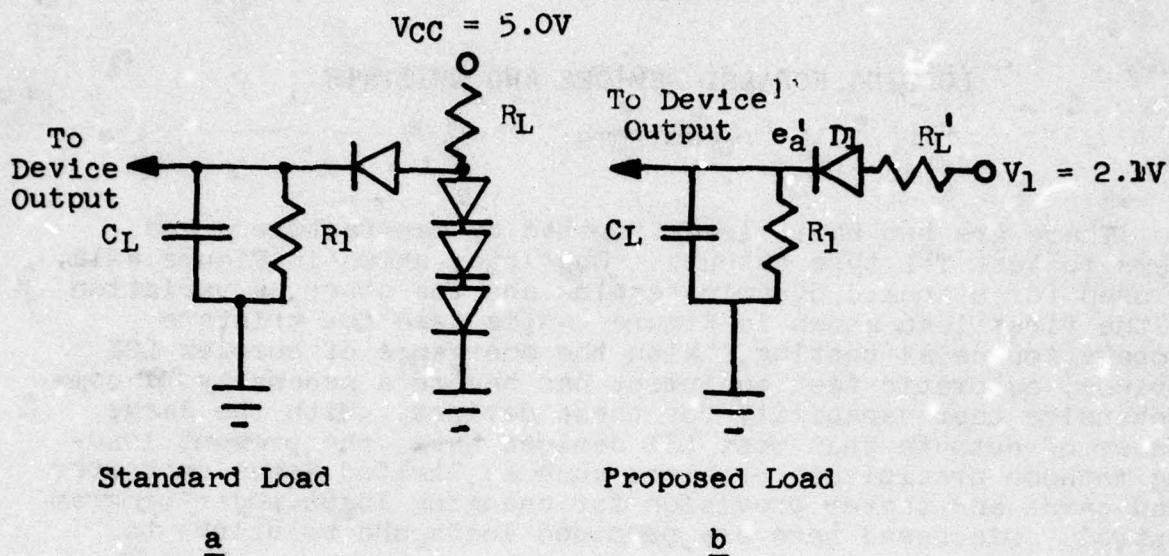 VCC = 5.0V
RL
To
Device
Output
CL
R1
Standard Load
a
To Device
Output
ea'
RL'
V1 = 2.1V
CL
R1
Proposed Load
b